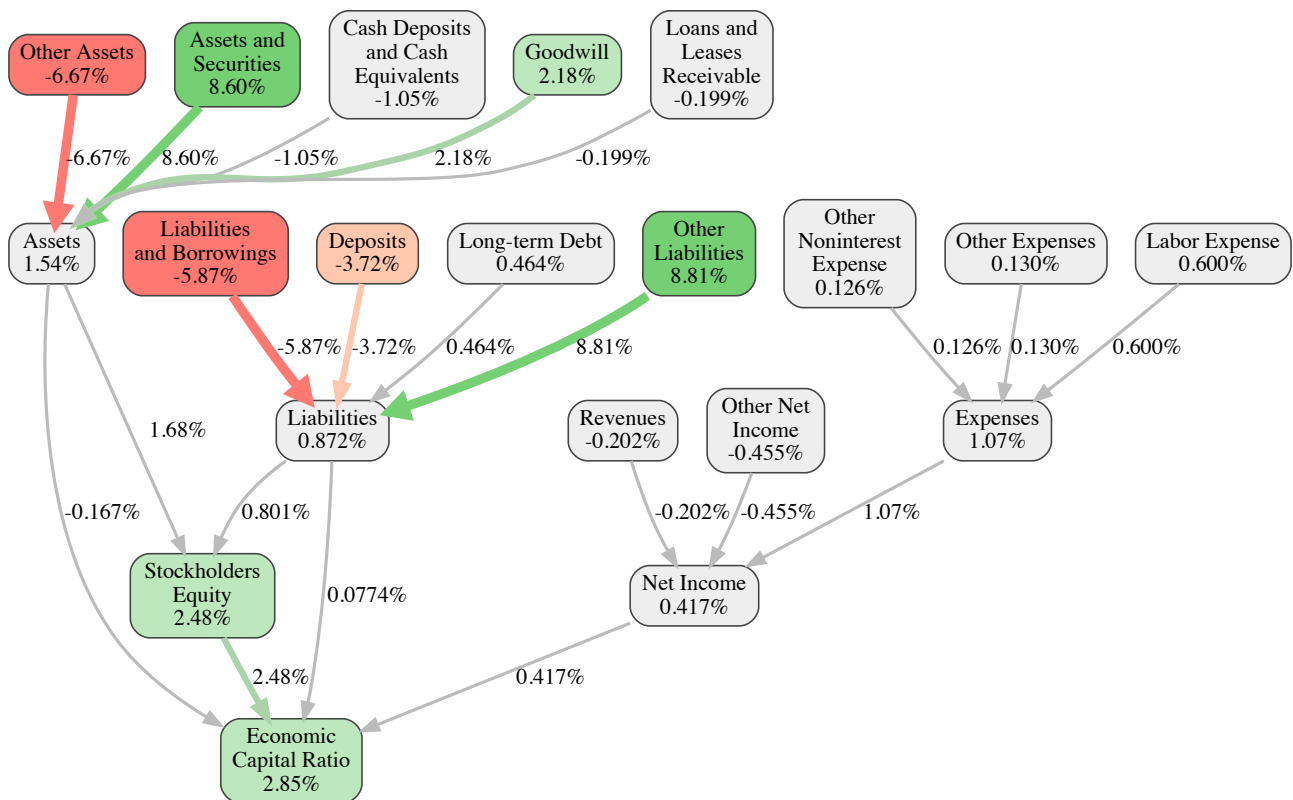 Other Assets
-6.67%
Assets and
Securities
8.60%
Cash Deposits
and Cash
Equivalents
-1.05%
Goodwill
2.18%
Loans and
Leases
Receivable
-0.199%
-6.67%
8.60%
-1.05%
2.18%
-0.199%
Assets
1.54%
Liabilities
and Borrowings
-5.87%
Deposits
-3.72%
Long-term Debt
0.464%
Other
Liabilities
8.81%
Other
Noninterest
Expense
0.126%
Other Expenses
0.130%
Labor Expense
0.600%
-5.87%
-3.72%
0.464%
8.81%
0.126%
0.130%
0.600%
1.68%
Liabilities
0.872%
Revenues
-0.202%
Other Net
Income
-0.455%
Expenses
1.07%
-0.167%
0.801%
-0.202%
-0.455%
1.07%
Stockholders
Equity
2.48%
0.0774%
Net Income
0.417%
2.48%
0.417%
Economic
Capital Ratio
2.85%